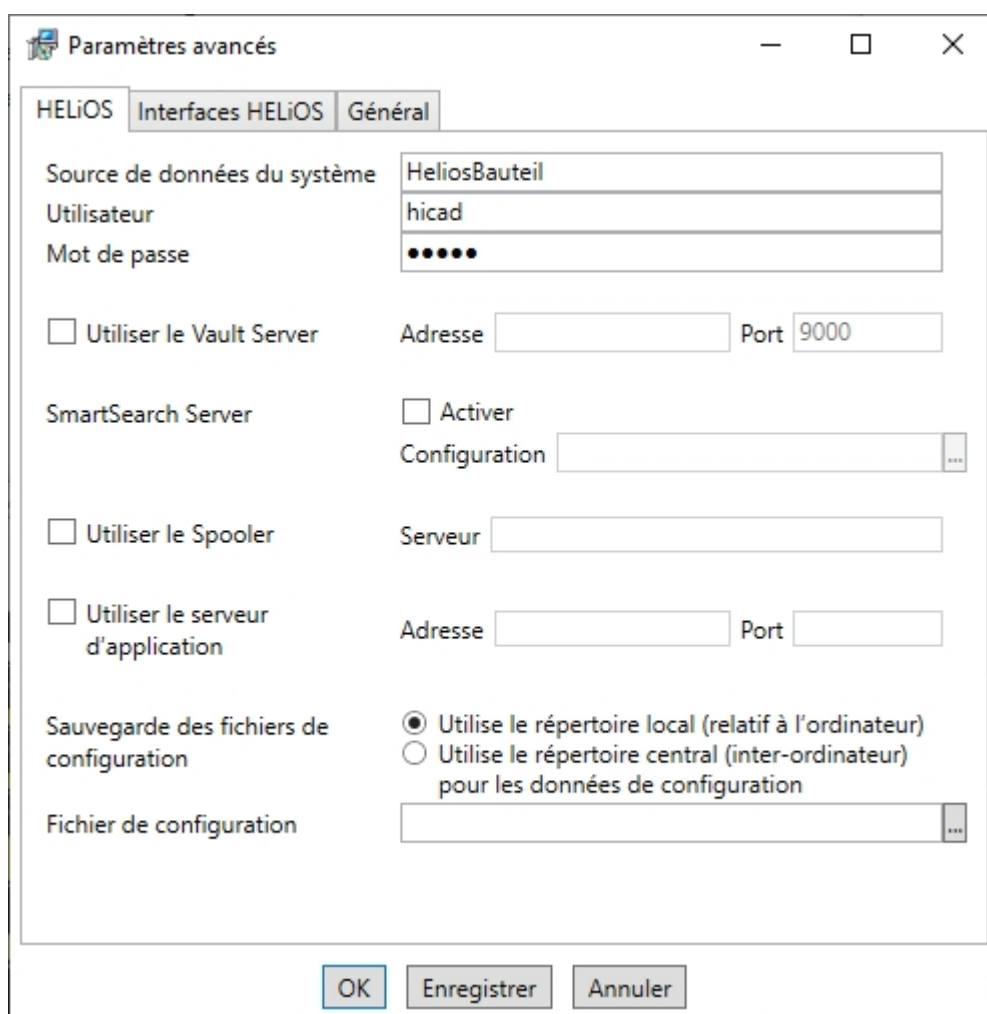 Paramètres avancés
HELiOS Interfaces HELiOS Général
Source de données du système HeliosBauteil
Utilisateur hicad
Mot de passe •••••
Utiliser le Vault Server Adresse Port 9000
SmartSearch Server Activer
Configuration ...
Utiliser le Spooler Serveur
Utiliser le serveur
d'application Adresse Port
Sauvegarde des fichiers de
configuration
Utilise le répertoire local (relatif à l'ordinateur)
Utilise le répertoire central (inter-ordinateur)
pour les données de configuration
Fichier de configuration ...
OK Enregistrer Annuler